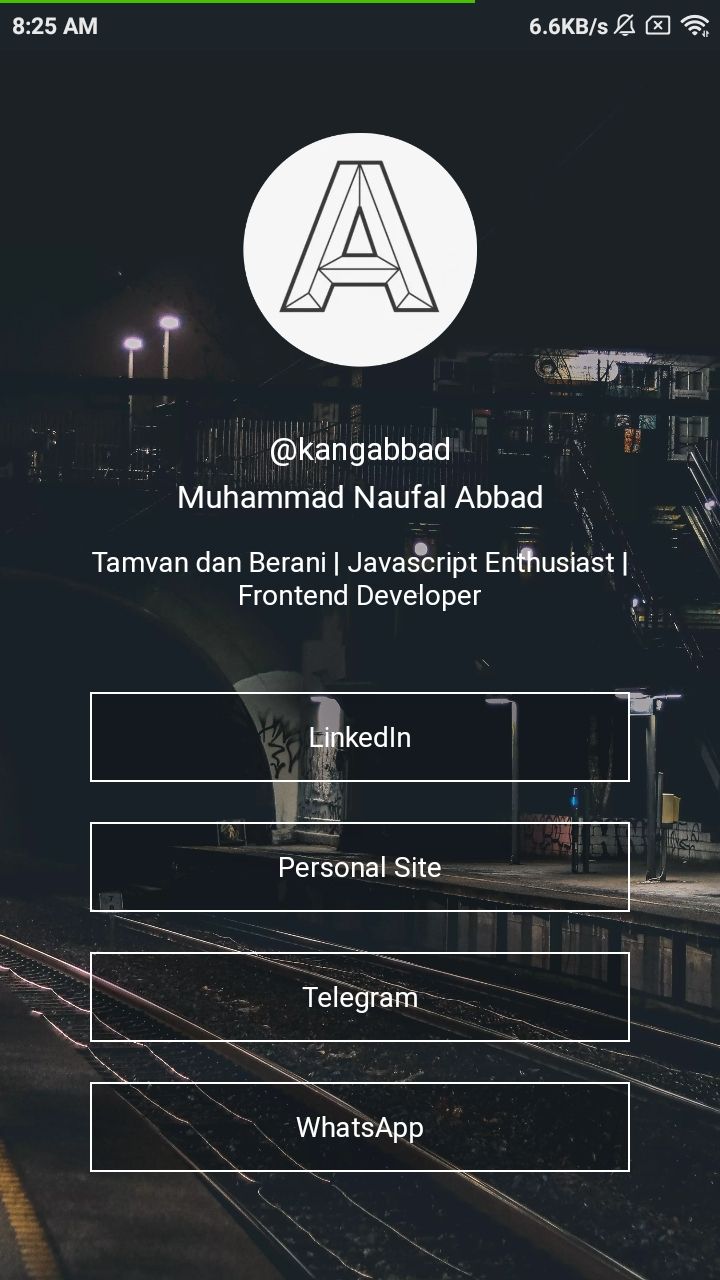 8:25 AM 6.6KB/s
A
@kangabbad
Muhammad Naufal Abbad
Tamvan dan Berani | Javascript Enthusiast |
Frontend Developer
LinkedIn
Personal Site
Telegram
WhatsApp